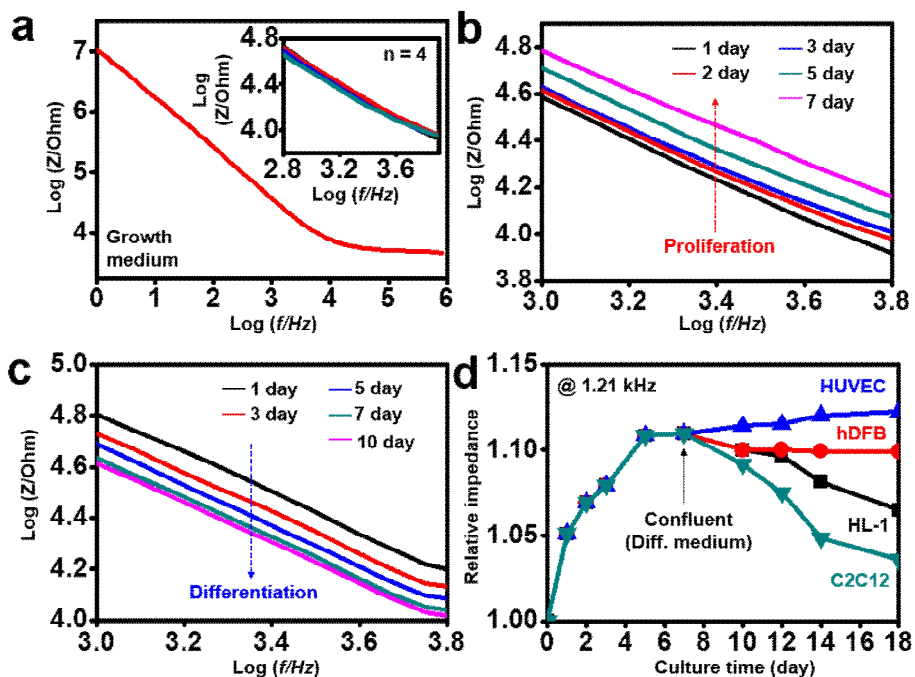 a
7
6
5
4
Log (Z/Ohm)
0 1 2 3 4 5 6
Log (f/Hz)
Growth
medium
4.8
4.4
4.0
Log
(Z/Ohm)
n = 4
2.8 3.2 3.6
Log (f/Hz)
b
4.8
4.6
4.4
4.2
4.0
3.8
Log (Z/Ohm)
1 day 3 day
2 day 5 day
7 day
Proliferation
3.0 3.2 3.4 3.6 3.8
Log (f/Hz)
c
5.0
4.8
4.6
4.4
4.2
4.0
Log (Z/Ohm)
1 day 5 day
3 day 7 day
10 day
Differentiation
3.0 3.2 3.4 3.6 3.8
Log (f/Hz)
d
1.15
1.10
1.05
1.00
Relative impedance
@ 1.21 kHz
HUVEC
hDFB
HL-1
C2C12
Confluent
(Diff. medium)
0 2 4 6 8 10 12 14 16 18
Culture time (day)